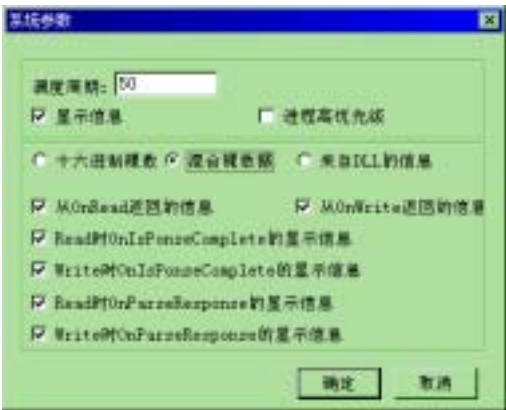 系统参数
调度周期: 50
显示信息 进程高优先级
十六进制裸数 混合裸数据 来自DLL的信息
从OnRead返回的信息 从OnWrite返回的信息
Read时OnIsPonseComplete的显示信息
Write时OnIsPonseComplete的显示信息
Read时OnParseResponse的显示信息
Write时OnParseResponse的显示信息
确定 取消